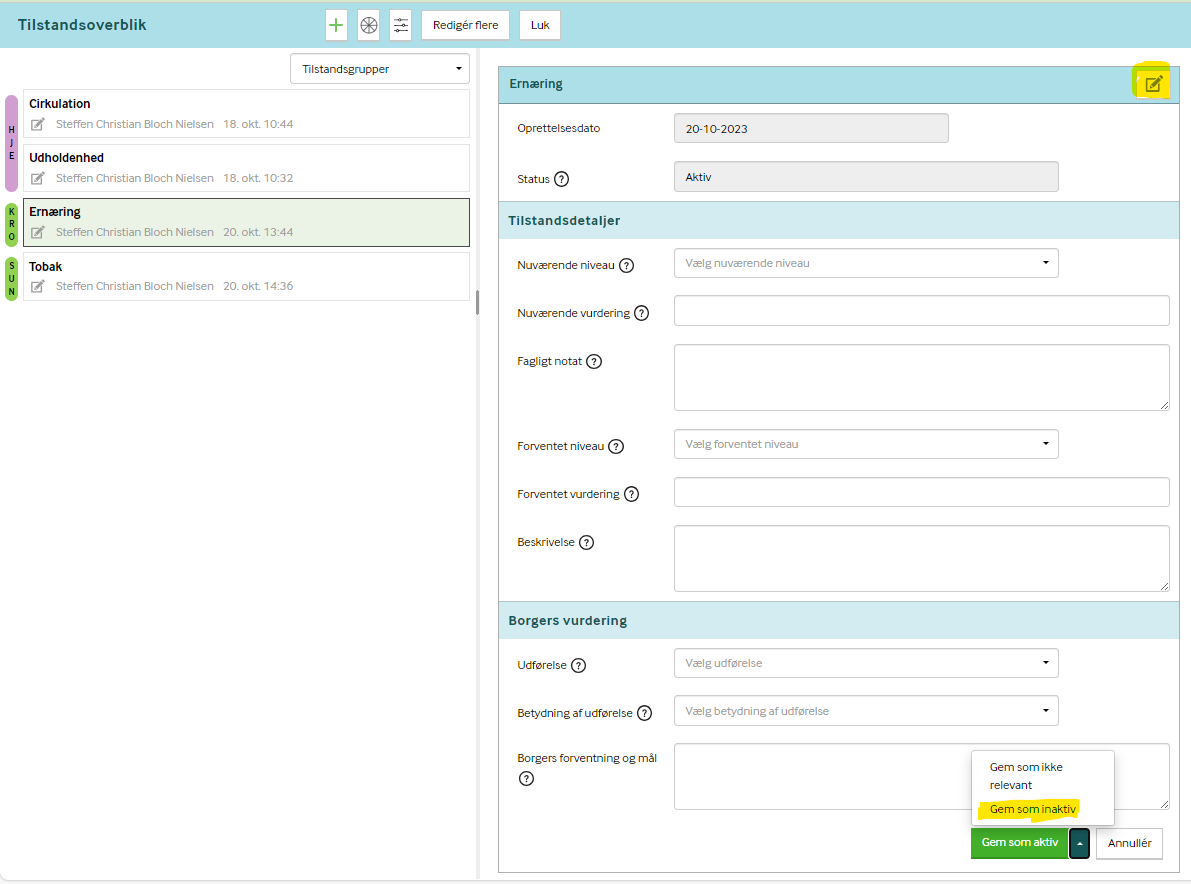 Tilstandsoverblik
Redigér flere
Luk
Tilstandsgrupper
HJE
Cirkulation
Steffen Christian Bloch Nielsen 18. okt. 10:44
Udholdenhed
Steffen Christian Bloch Nielsen 18. okt. 10:32
KRO
Ernæring
Steffen Christian Bloch Nielsen 20. okt. 13:44
SUN
Tobak
Steffen Christian Bloch Nielsen 20. okt. 14:36
Ernæring
Oprettelsesdato
20-10-2023
Status ?
Aktiv
Tilstandsdetaljer
Nuværende niveau ?
Vælg nuværende niveau
Nuværende vurdering ?
Fagligt notat ?
Forventet niveau ?
Vælg forventet niveau
Forventet vurdering ?
Beskrivelse ?
Borgers vurdering
Udførelse ?
Vælg udførelse
Betydning af udførelse ?
Vælg betydning af udførelse
Borgers forventning og mål
?
Gem som ikke
relevant
Gem som inaktiv
Gem som aktiv
Annullér